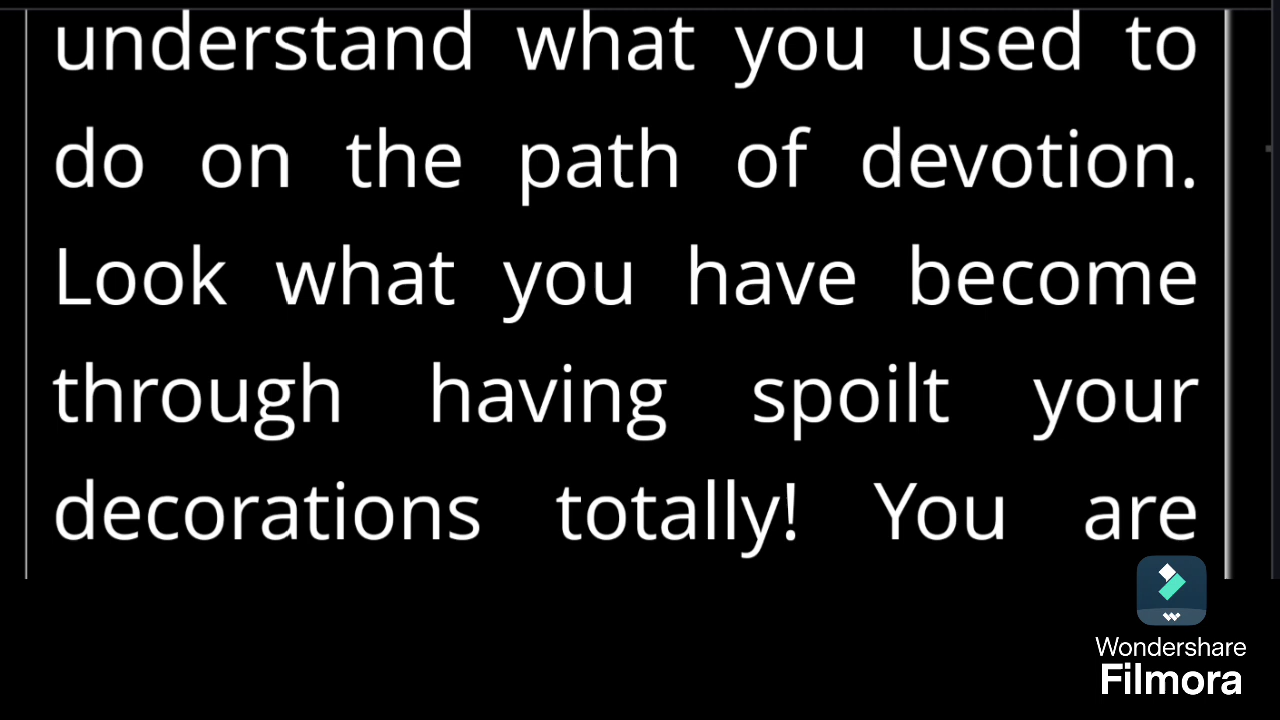 understand what you used to
do on the path of devotion.
Look what you have become
through having spoilt your
decorations totally! You are
Wondershare
Filmora